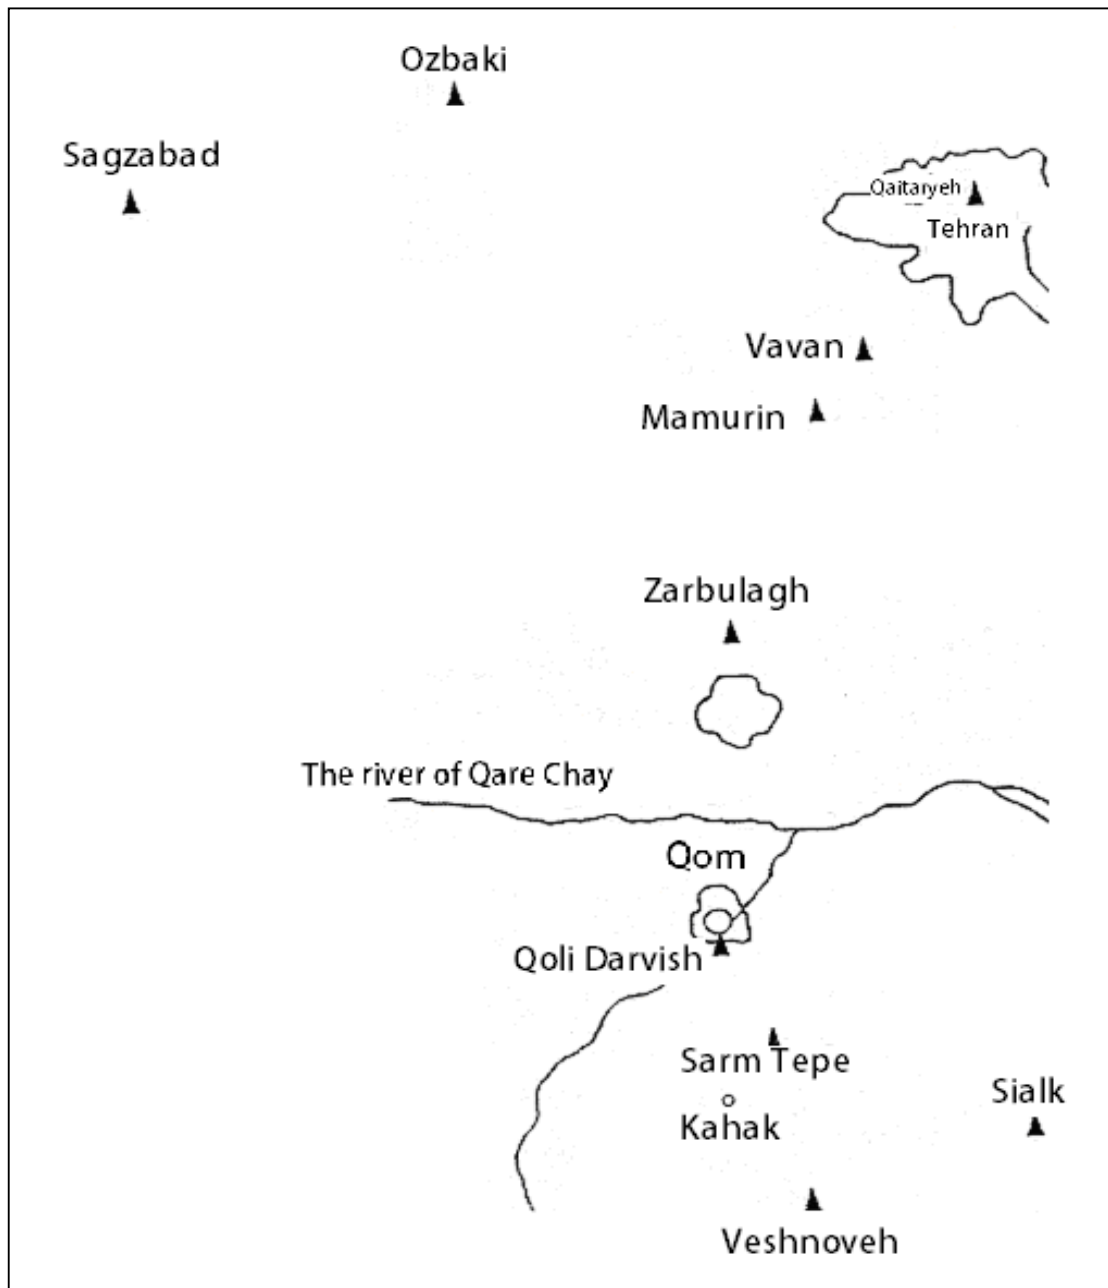 Ozbaki
Sagzabad
Qaitaryeh
Tehran
Vavan
Mamurin
Zarbulagh
The river of Qare Chay
Qom
Qoli Darvish
Sarm Tepe
Sialk
Kahak
Veshnoveh